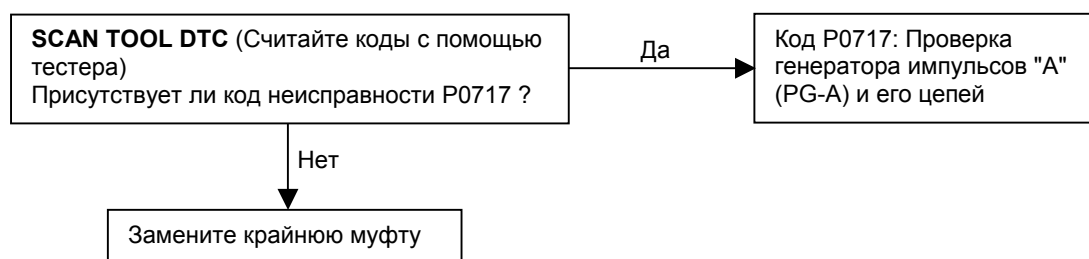 SCAN TOOL DTC (Считайте коды с помощью
тестера)
Присутствует ли код неисправности P0717 ?
Да
Код P0717: Проверка
генератора импульсов "А"
(PG-A) и его цепей
Нет
Замените крайнюю муфту